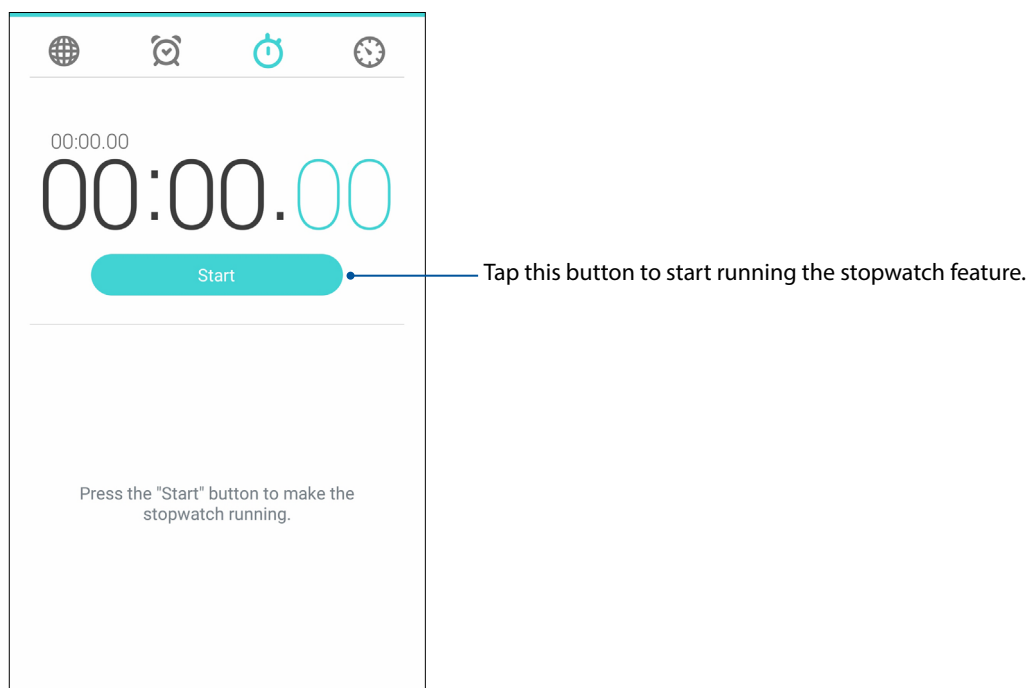 00:00.00
00:00.00
Start
Tap this button to start running the stopwatch feature.
Press the "Start" button to make the
stopwatch running.